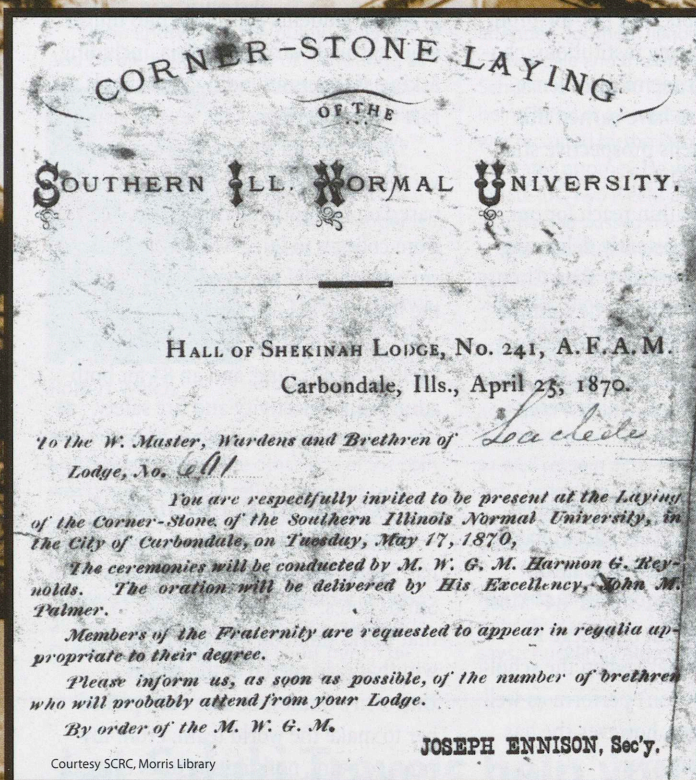 CORNER-STONE LAYING
OF THE
SOUTHERN ILL. NORMAL UNIVERSITY.
HALL OF SHEKINAH LODGE, No. 241, A.F.A.M.
Carbondale, Ills., April 25, 1870.
To the W. Master, Wardens and Brethren of
Lodge, No. 691
You are respectfully invited to be present at the Laying
of the Corner-Stone of the Southern Illinois Normal University, in
the City of Carbondale, on Tuesday, May 17, 1870,
The ceremonies will be conducted by M. W. G. M. Harmon G. Rey-
nolds. The oration will be delivered by His Excellency, John M.
Palmer.
Members of the Fraternity are requested to appear in regalia ap-
propriate to their degree.
Please inform us, as soon as possible, of the number of brethren
who will probably attend from your Lodge.
By order of the M. W. G. M.
JOSEPH ENNISON, Sec'y.
Courtesy SCRC, Morris Library